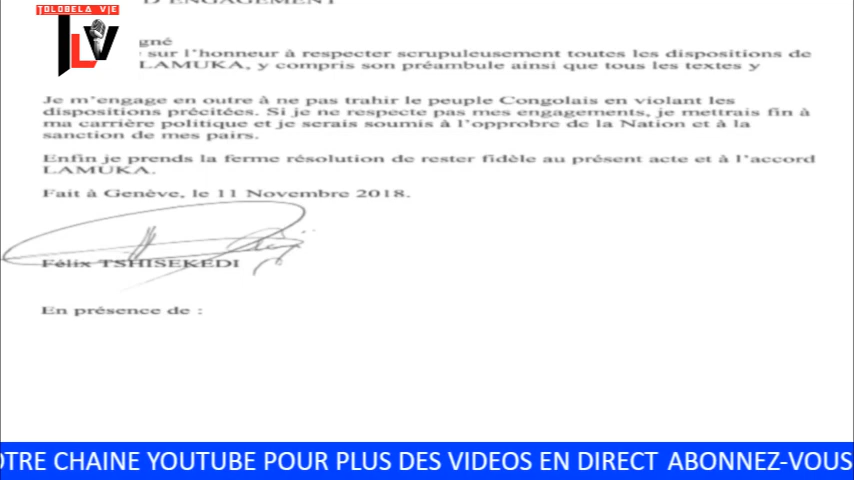 TOLOBELA VIE
TLV
D'ENGAGEMENT
gné
sur l'honneur à respecter scrupuleusement toutes les dispositions de
LAMUKA, y compris son préambule ainsi que tous les textes y
Je m'engage en outre à ne pas trahir le peuple Congolais en violant les
dispositions précitées. Si je ne respecte pas mes engagements, je mettrais fin à
ma carrière politique et je serais soumis à l'opprobre de la Nation et à la
sanction de mes pairs.
Enfin je prends la ferme résolution de rester fidèle au présent acte et à l'accord
LAMUKA.
Fait à Genève, le 11 Novembre 2018.
Félix TSHISEKEDI
En présence de :
OTRE CHAINE YOUTUBE POUR PLUS DES VIDEOS EN DIRECT ABONNEZ-VOUS